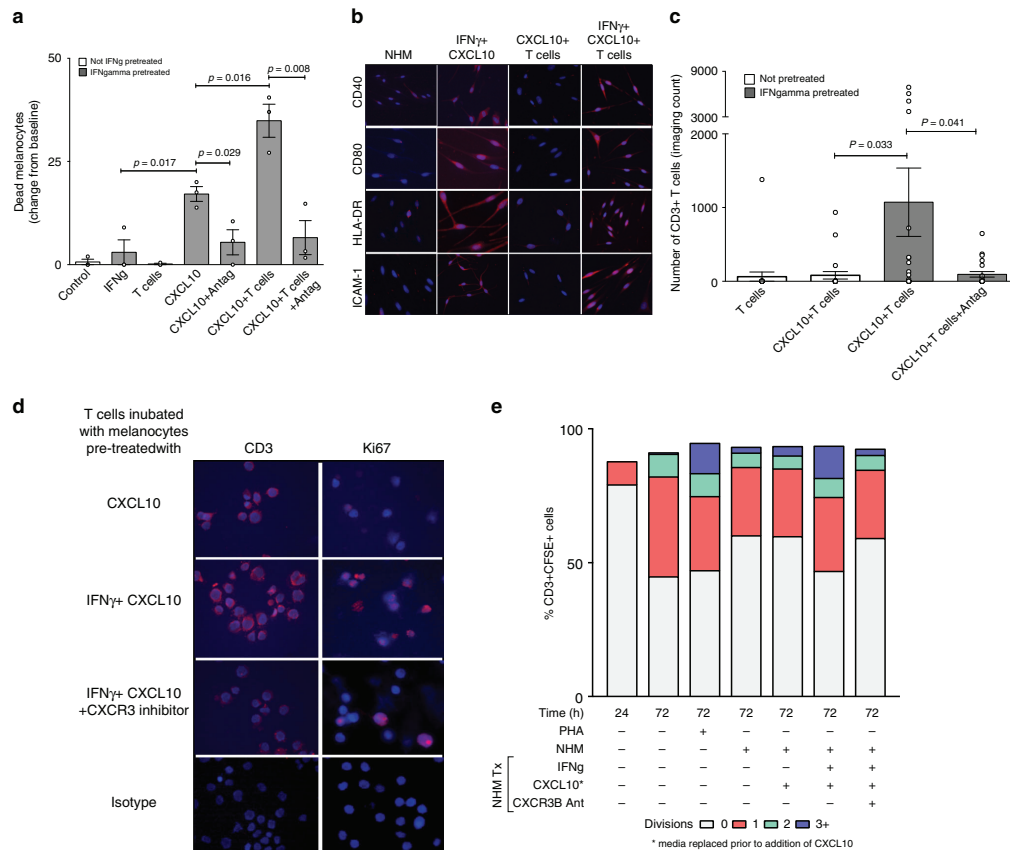 a
Dead melanocytes
(change from baseline)
50
25
0
Not IFNg pretreated
IFNgamma pretreated
p = 0.016
p = 0.008
p = 0.017
p = 0.029
Control
IFNg
T cells
CXCL10
CXCL10+Antag
CXCL10+T cells
CXCL10+T cells
+Antag
b
NHM
IFNγ+
CXCL10
CXCL10+
T cells
IFNγ+
CXCL10+
T cells
CD40
CD80
HLA-DR
ICAM-1
c
Number of CD3+ T cells (imaging count)
9000
6000
3000
2000
1000
0
Not pretreated
IFNgamma pretreated
P = 0.041
P = 0.033
T cells
CXCL10+T cells
CXCL10+T cells
CXCL10+T cells+Antag
d
T cells inubated
with melanocytes
pre-treatedwith
CD3
Ki67
CXCL10
IFNγ+ CXCL10
IFNγ+ CXCL10
+CXCR3 inhibitor
Isotype
e
% CD3+CFSE+ cells
100
50
0
Time (h) 24 72 72 72 72 72 72
PHA – – + – – – –
NHM – – – + + + +
NHM Tx
IFNg – – – – – + +
CXCL10* – – – – + + +
CXCR3B Ant – – – – – – +
Divisions 0 1 2 3+
* media replaced prior to addition of CXCL10